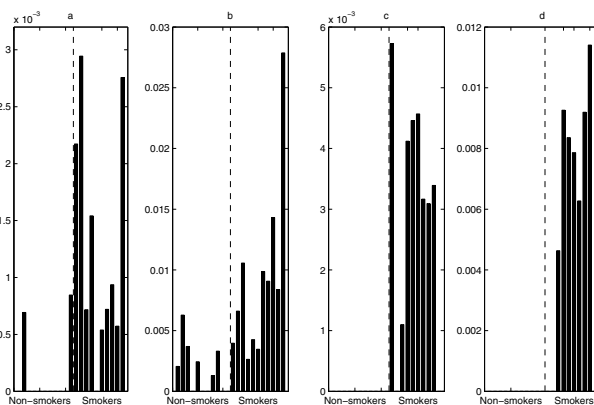 a
x 10⁻³
3
2.5
2
1.5
1
0.5
0
Non-smokers Smokers
b
0.03
0.025
0.02
0.015
0.01
0.005
0
Non-smokers Smokers
c
x 10⁻³
6
5
4
3
2
1
0
Non-smokers Smokers
d
0.012
0.01
0.008
0.006
0.004
0.002
0
Non-smokers Smokers